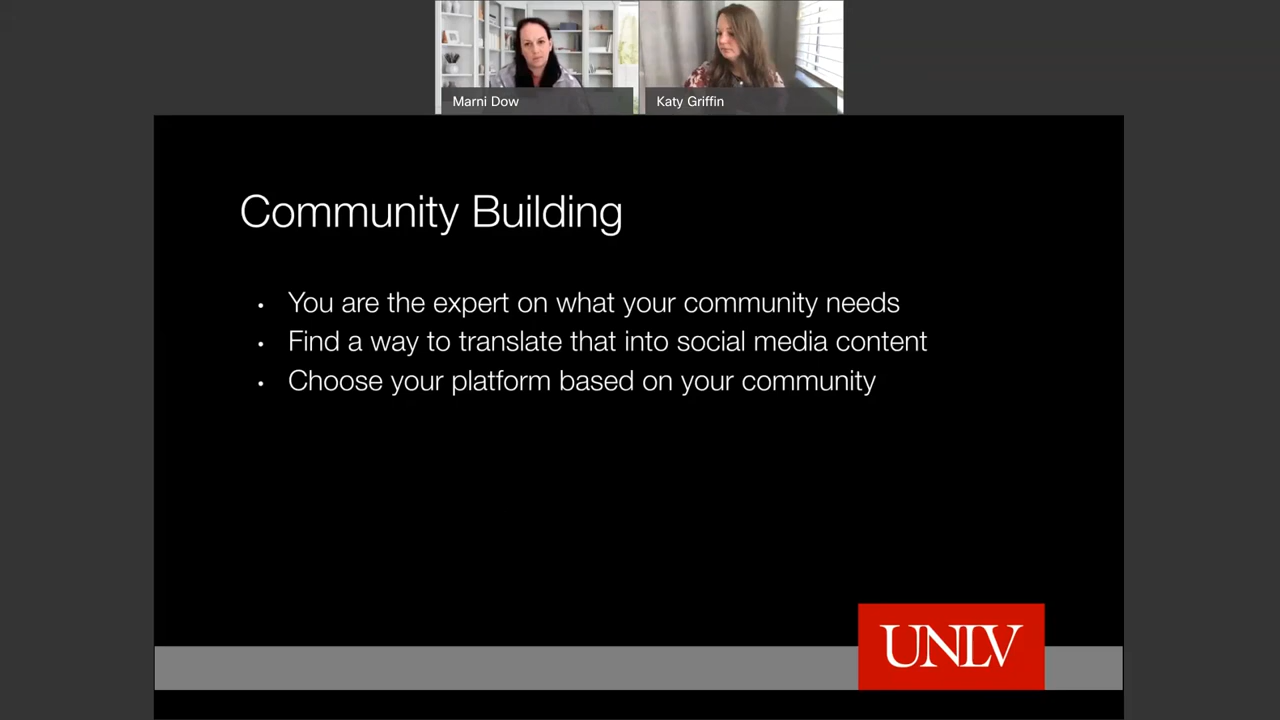 Marni Dow
Katy Griffin
Community Building
• You are the expert on what your community needs
• Find a way to translate that into social media content
• Choose your platform based on your community
UNLV